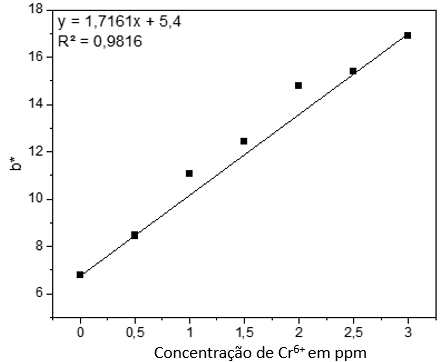 y = 1,7161x + 5,4
R² = 0,9816
18
16
14
12
10
8
6
b*
0 0,5 1 1,5 2 2,5 3
Concentração de Cr⁶⁺ em ppm